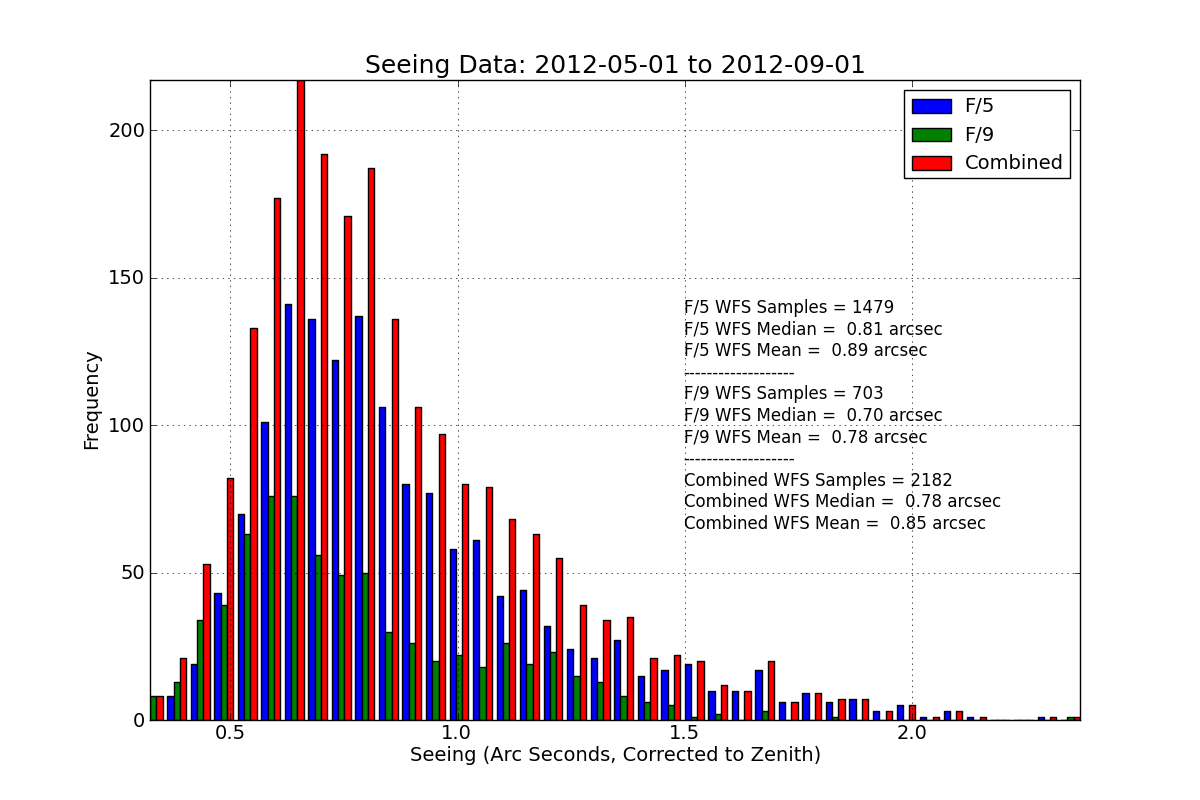 Seeing Data: 2012-05-01 to 2012-09-01
F/5
F/9
Combined
200
150
100
50
0
Frequency
F/5 WFS Samples = 1479
F/5 WFS Median =  0.81 arcsec
F/5 WFS Mean =  0.89 arcsec
-------------------
F/9 WFS Samples = 703
F/9 WFS Median =  0.70 arcsec
F/9 WFS Mean =  0.78 arcsec
-------------------
Combined WFS Samples = 2182
Combined WFS Median =  0.78 arcsec
Combined WFS Mean =  0.85 arcsec
0.5 1.0 1.5 2.0
Seeing (Arc Seconds, Corrected to Zenith)